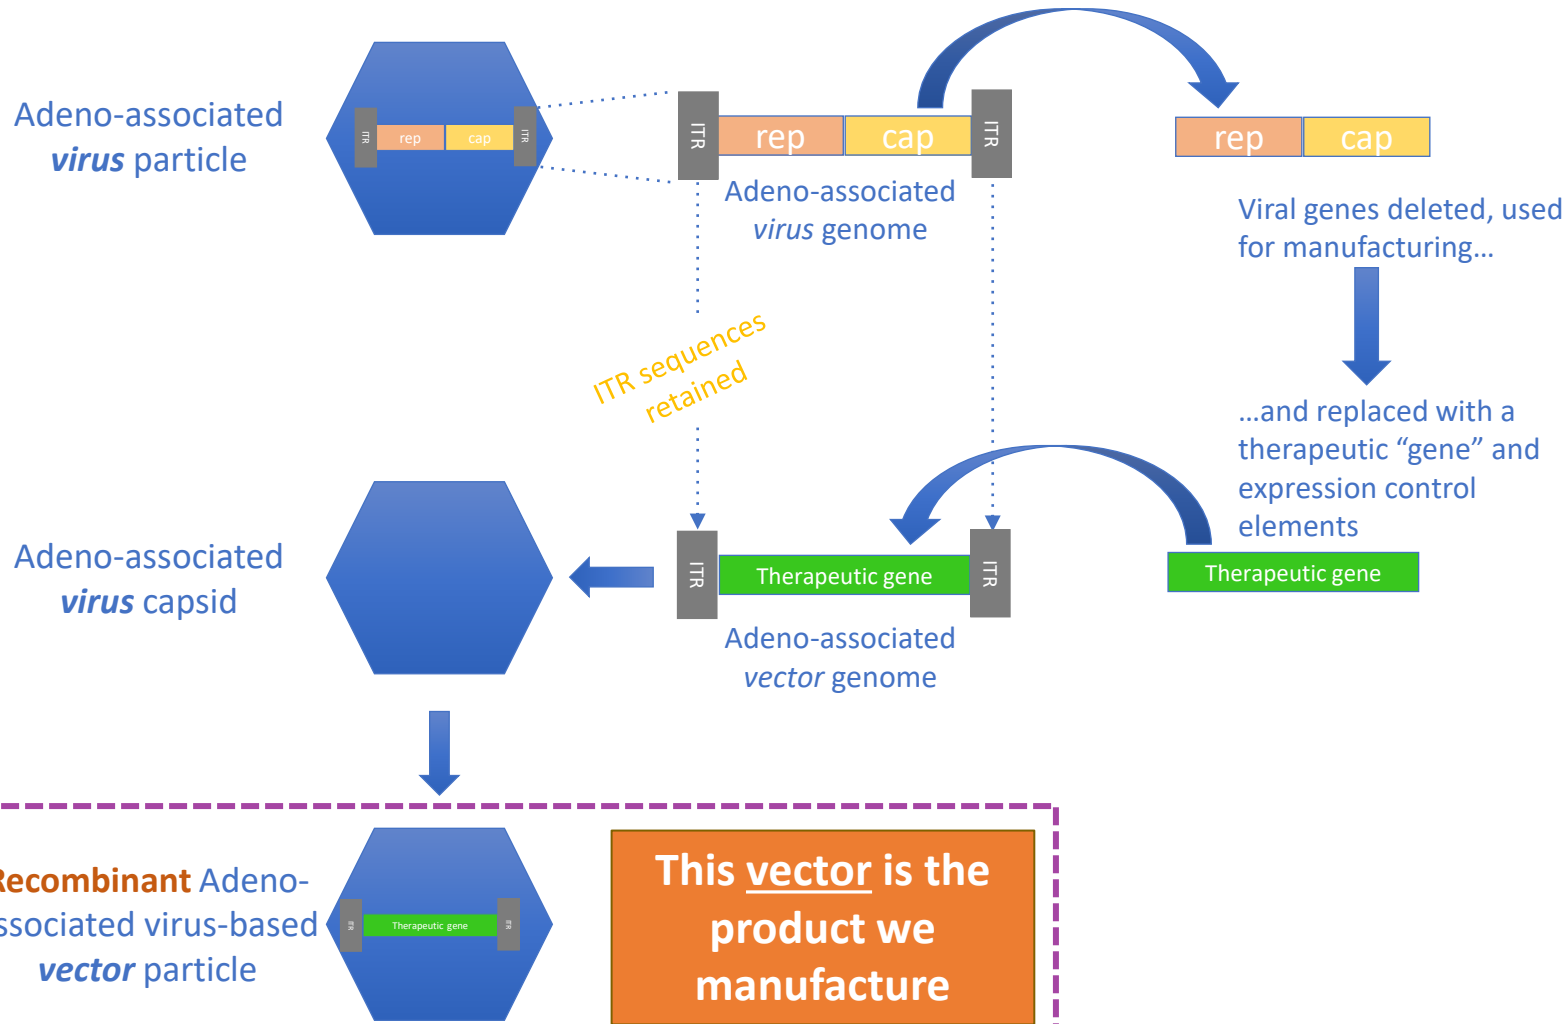 Adeno-associated
virus particle
ITR
rep
cap
ITR
ITR
rep
cap
ITR
Adeno-associated
virus genome
rep
cap
Viral genes deleted, used
for manufacturing…
ITR sequences
retained
…and replaced with a
therapeutic “gene” and
expression control
elements
Adeno-associated
virus capsid
ITR
Therapeutic gene
ITR
Adeno-associated
vector genome
Therapeutic gene
Recombinant Adeno-
associated virus-based
vector particle
ITR
Therapeutic gene
ITR
This vector is the
product we
manufacture